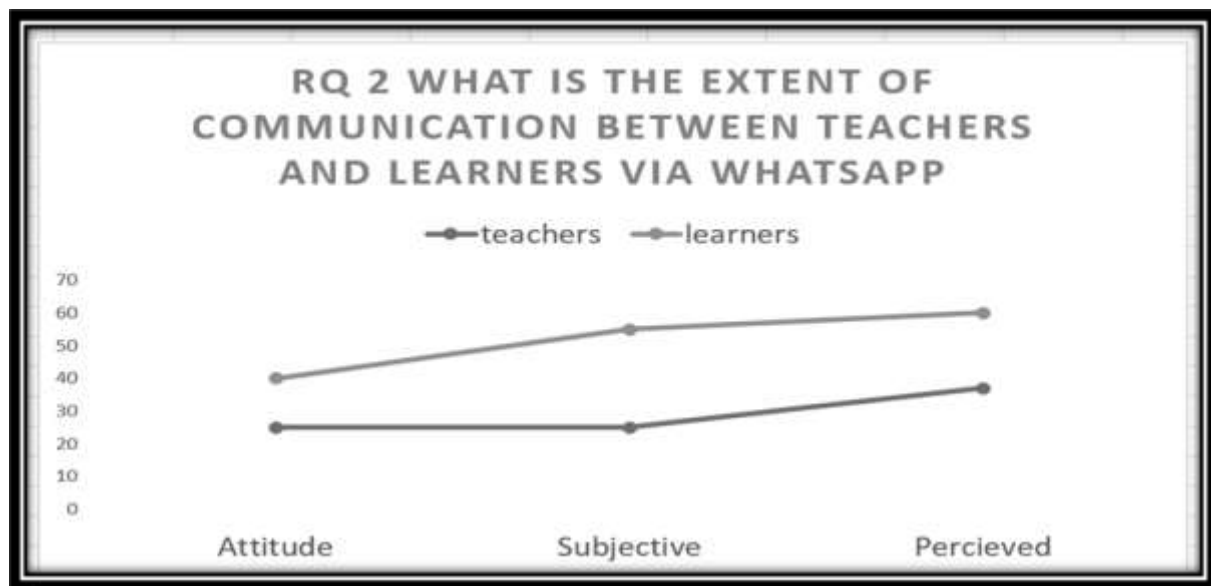 RQ 2 WHAT IS THE EXTENT OF
COMMUNICATION BETWEEN TEACHERS
AND LEARNERS VIA WHATSAPP
teachers learners
70
60
50
40
30
20
10
0
Attitude Subjective Percieved